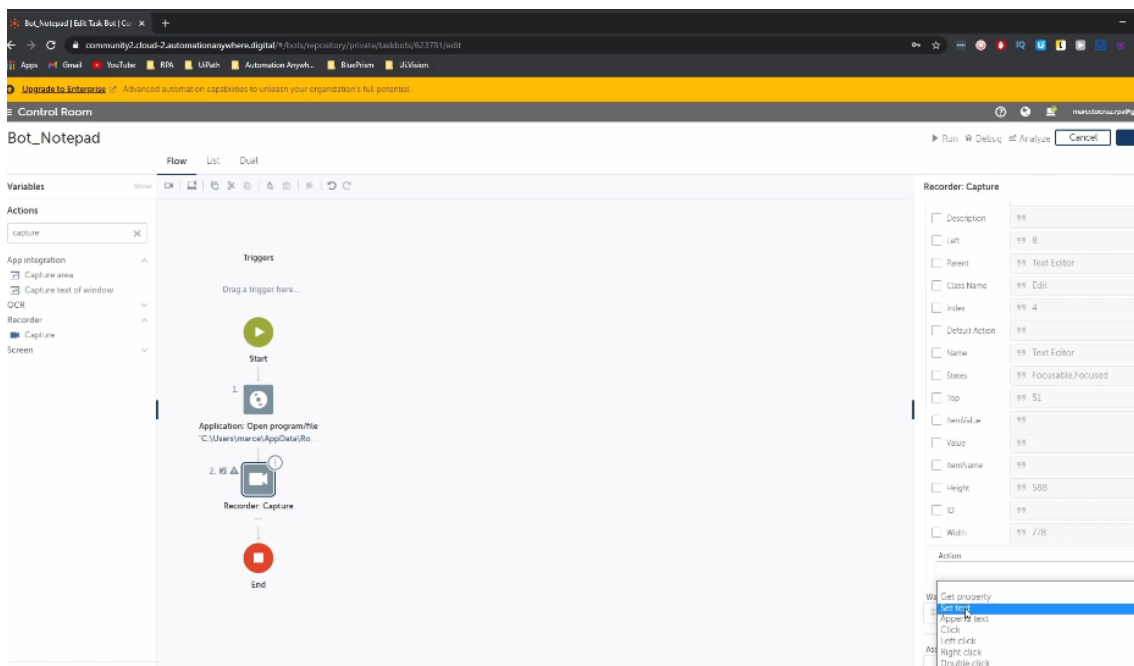 Bot_Notepad | Edit Task Bot | Co
community2.cloud-2.automationanywhere.digital/#/bots/repository/private/taskbots/623781/edit
Apps Gmail YouTube RPA UiPath Automation Anywh.. BluePrism UiVision
Upgrade to Enterprise Advanced automation capabilities to unleash your organization's full potential.
Control Room
Bot_Notepad
Run Debug Analyze Cancel
Flow List Dual
Variables Show
Recorder: Capture
Actions
capture
App integration
Capture area
Capture text of window
OCR
Recorder
Capture
Screen
Triggers
Drag a trigger here...
Start
1.
Application: Open program/file
"C:\Users\marce\AppData\Ro...
2.
Recorder: Capture
--
End
Description
Left 8
Parent Text Editor
Class Name Edit
Index 4
Default Action
Name Text Editor
States Focusable,Focused
Top 51
ItemValue
Value
ItemName
Height 588
ID
Width 778
Action
Wa
Get property
Set text
Append text
Click
Left click
Ass
Right click
Double click